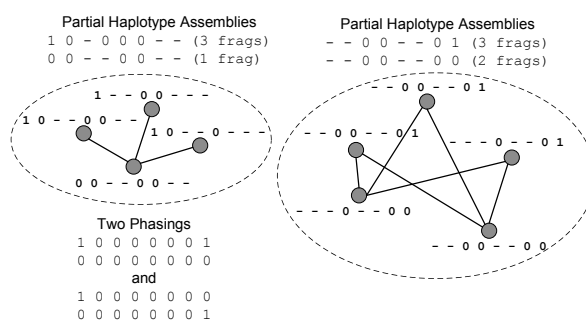 Partial Haplotype Assemblies
1 0 - 0 0 0 - - (3 frags)
0 0 - - 0 0 - - (1 frag)
1 - - 0 0 - - -
1 0 - - 0 0 - -
1 0 - - 0 - - -
0 0 - - 0 0 - -
Two Phasings
1 0 0 0 0 0 0 1
0 0 0 0 0 0 0 0
and
1 0 0 0 0 0 0 0
0 0 0 0 0 0 0 1
Partial Haplotype Assemblies
- - 0 0 - - 0 1 (3 frags)
- - 0 0 - - 0 0 (2 frags)
- - 0 0 - - 0 1
- - 0 0 - - 0 1
- - - 0 - - 0 1
- - - 0 - - 0 0
- - 0 0 - - 0 0